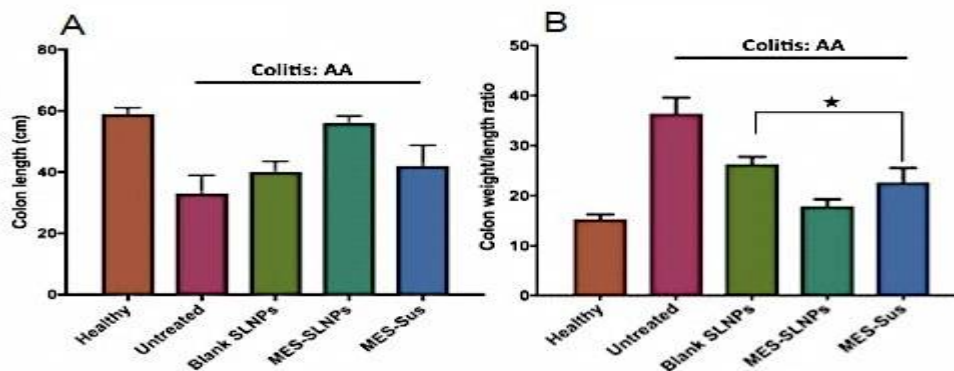 A
Colon length (cm)
80
60
40
20
0
Colitis: AA
Healthy
Untreated
Blank SLNPs
MES-SLNPs
MES-Sus
B
Colon weight/length ratio
50
40
30
20
10
0
Colitis: AA
★
Healthy
Untreated
Blank SLNPs
MES-SLNPs
MES-Sus